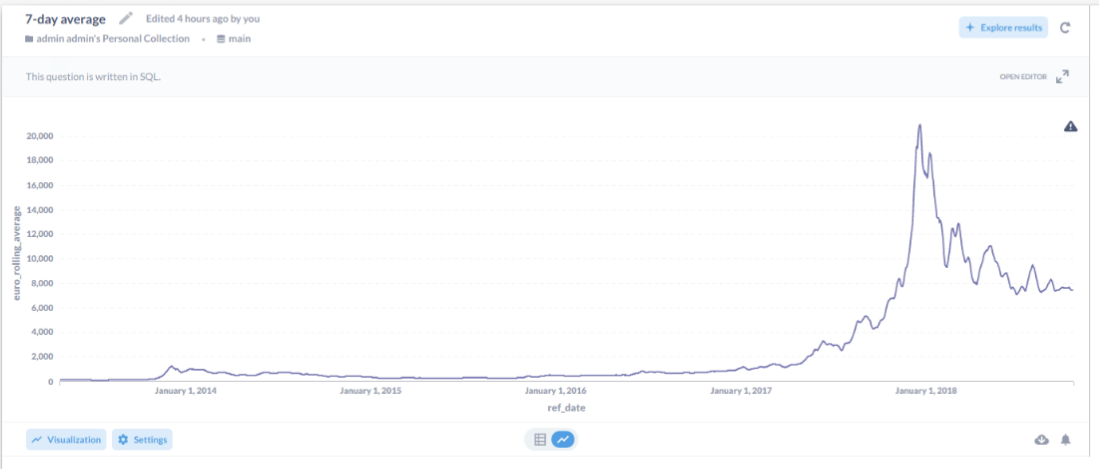 7-day average Edited 4 hours ago by you
admin admin's Personal Collection • main
Explore results
This question is written in SQL.
OPEN EDITOR
20,000
18,000
16,000
14,000
12,000
10,000
8,000
6,000
4,000
2,000
0
euro_rolling_average
January 1, 2014 January 1, 2015 January 1, 2016 January 1, 2017 January 1, 2018
ref_date
Visualization Settings